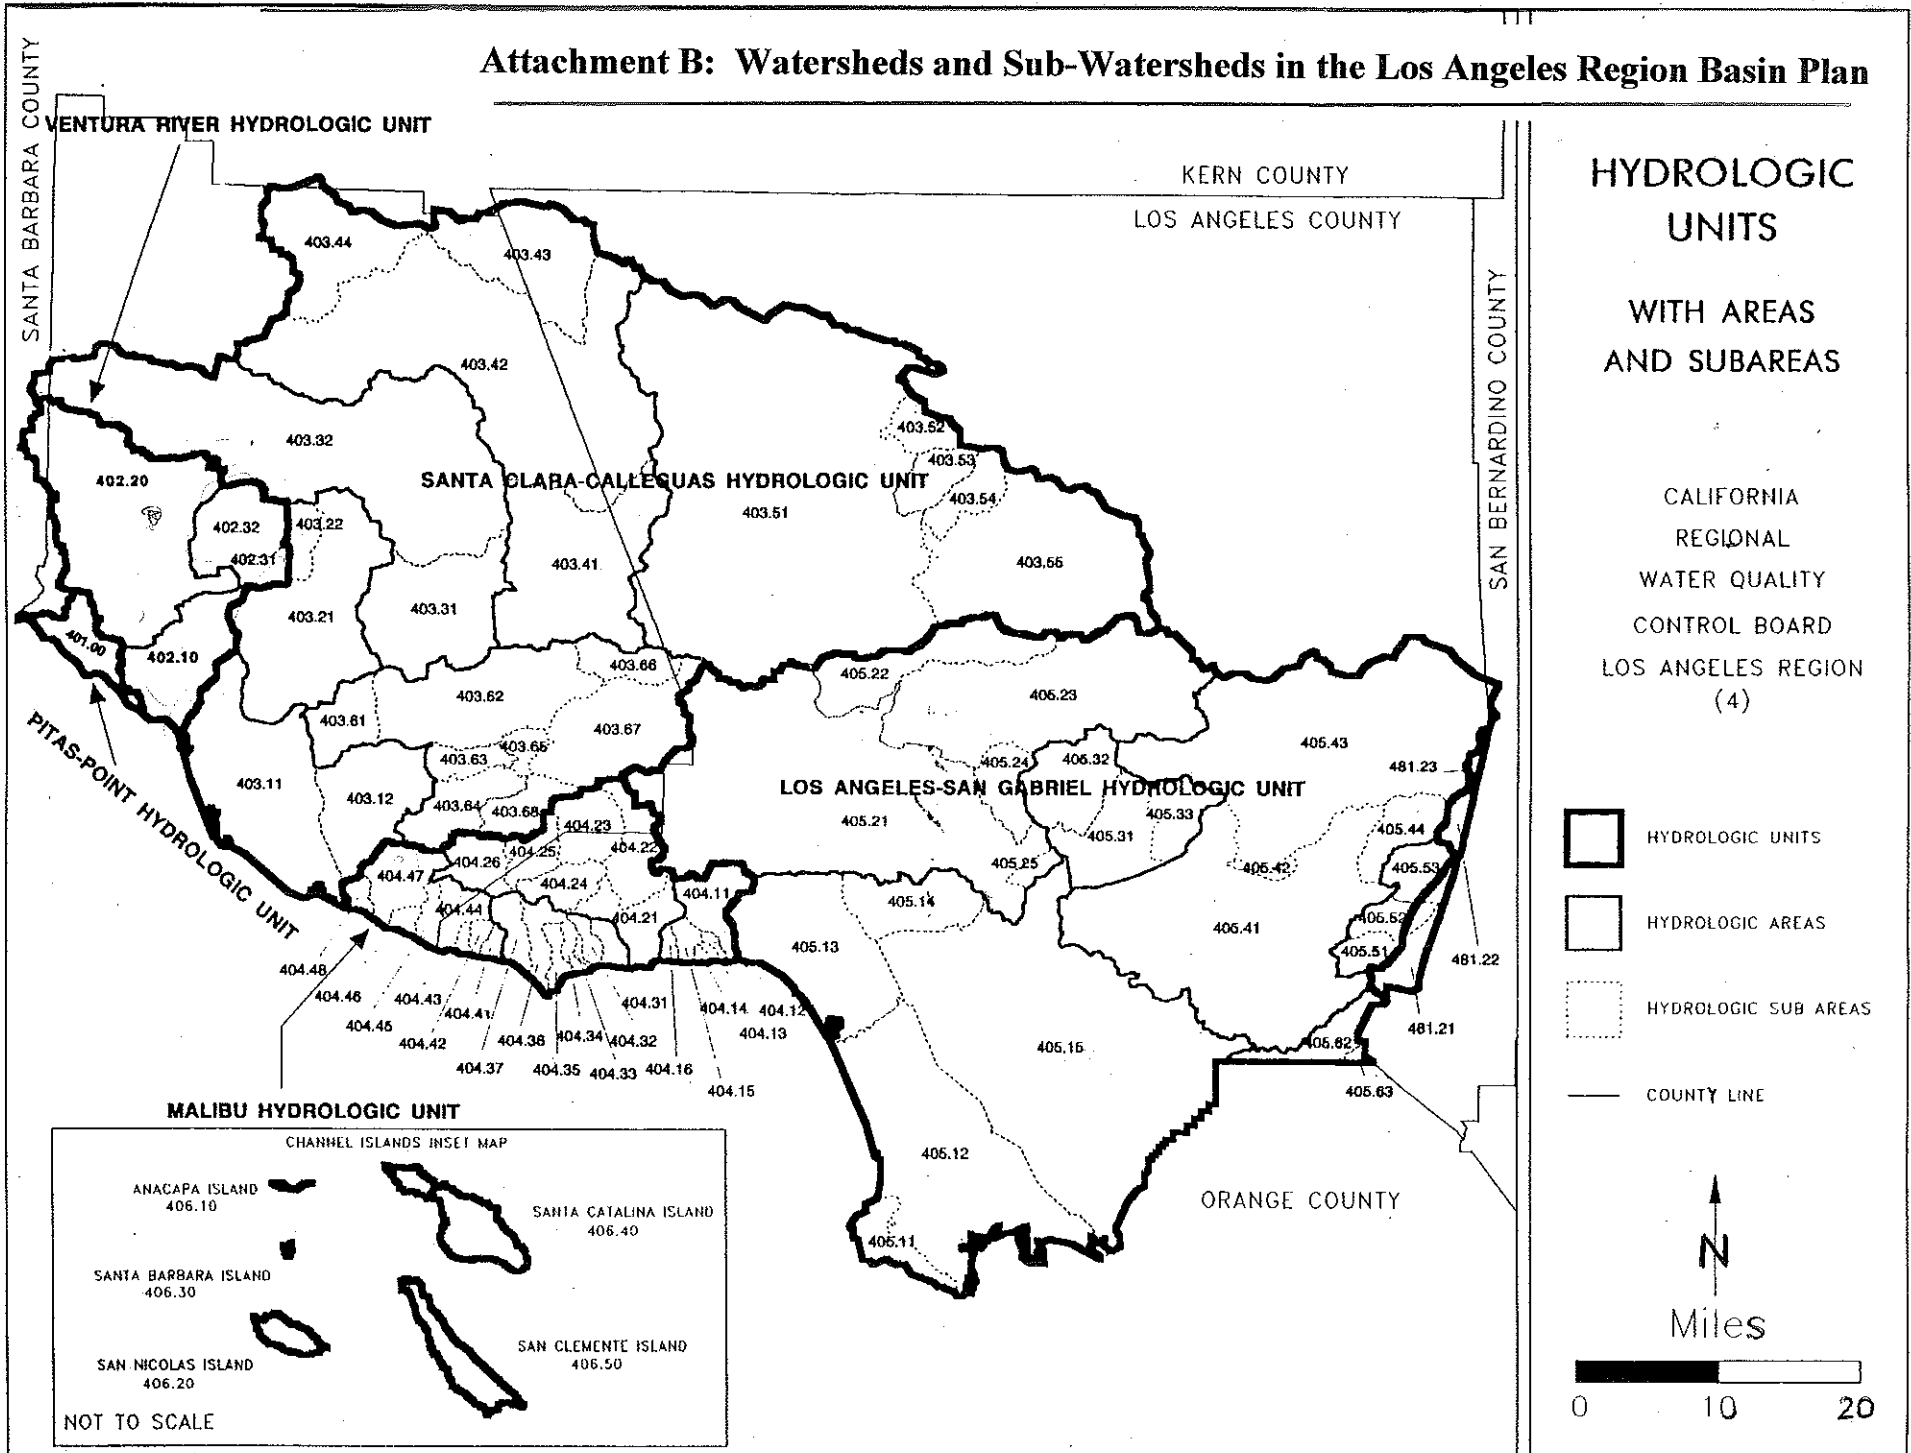 Attachment B: Watersheds and Sub-Watersheds in the Los Angeles Region Basin Plan
SANTA BARBARA COUNTY
VENTURA RIVER HYDROLOGIC UNIT
KERN COUNTY
LOS ANGELES COUNTY
SAN BERNARDINO COUNTY
403.44
403.43
403.42
403.32
403.52
403.53
403.54
SANTA CLARA-CALLEGUAS HYDROLOGIC UNIT
403.51
402.20
402.32
402.31
403.22
403.41
403.55
403.31
403.21
401.00
402.10
403.66
403.62
403.61
403.67
403.65
403.63
403.11
403.12
403.64
403.68
405.22
405.23
405.43
405.24
405.32
481.23
LOS ANGELES-SAN GABRIEL HYDROLOGIC UNIT
405.21
405.31
405.33
405.44
405.25
405.42
405.53
404.23
404.22
404.25
404.26
404.47
404.24
404.11
404.44
404.21
405.14
405.13
405.41
405.52
405.51
481.22
481.21
PITAS-POINT HYDROLOGIC UNIT
404.48
404.46
404.45
404.43
404.42
404.41
404.37
404.38
404.35
404.34
404.33
404.32
404.31
404.16
404.15
404.14
404.13
404.12
405.15
405.62
405.63
405.12
405.11
ORANGE COUNTY
MALIBU HYDROLOGIC UNIT
CHANNEL ISLANDS INSET MAP
ANACAPA ISLAND
406.10
SANTA CATALINA ISLAND
406.40
SANTA BARBARA ISLAND
406.30
SAN NICOLAS ISLAND
406.20
SAN CLEMENTE ISLAND
406.50
NOT TO SCALE
HYDROLOGIC
UNITS
WITH AREAS
AND SUBAREAS
CALIFORNIA
REGIONAL
WATER QUALITY
CONTROL BOARD
LOS ANGELES REGION
(4)
HYDROLOGIC UNITS
HYDROLOGIC AREAS
HYDROLOGIC SUB AREAS
COUNTY LINE
N
Miles
0 10 20